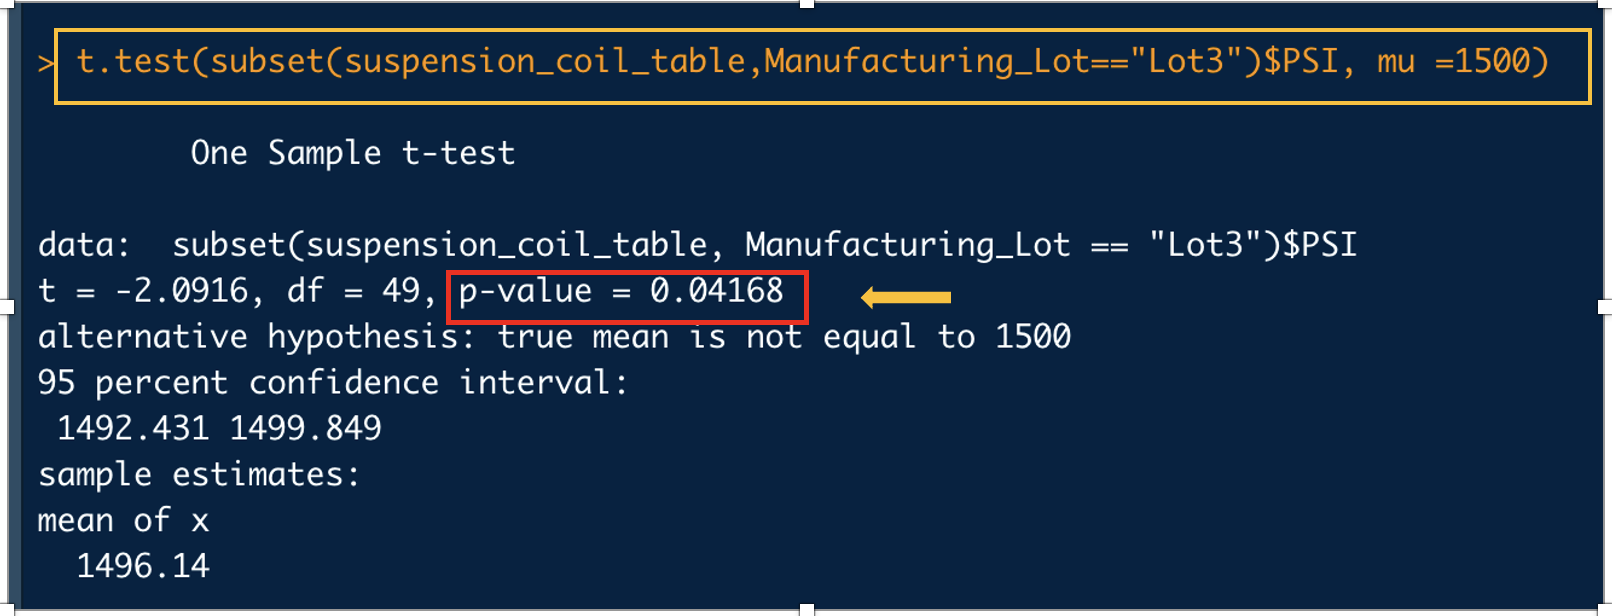 > t.test(subset(suspension_coil_table,Manufacturing_Lot=="Lot3")$PSI, mu =1500)
One Sample t-test
data:  subset(suspension_coil_table, Manufacturing_Lot == "Lot3")$PSI
t = -2.0916, df = 49, p-value = 0.04168
alternative hypothesis: true mean is not equal to 1500
95 percent confidence interval:
1492.431 1499.849
sample estimates:
mean of x
1496.14